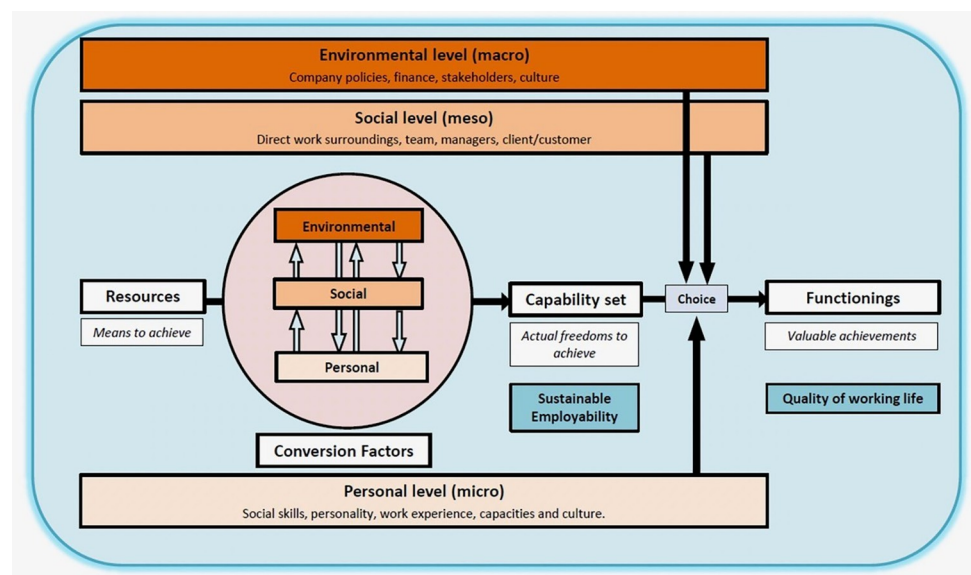 Environmental level (macro)
Company policies, finance, stakeholders, culture
Social level (meso)
Direct work surroundings, team, managers, client/customer
Environmental
Social
Personal
Resources
Means to achieve
Conversion Factors
Capability set
Actual freedoms to
achieve
Sustainable
Employability
Choice
Functionings
Valuable achievements
Quality of working life
Personal level (micro)
Social skills, personality, work experience, capacities and culture.